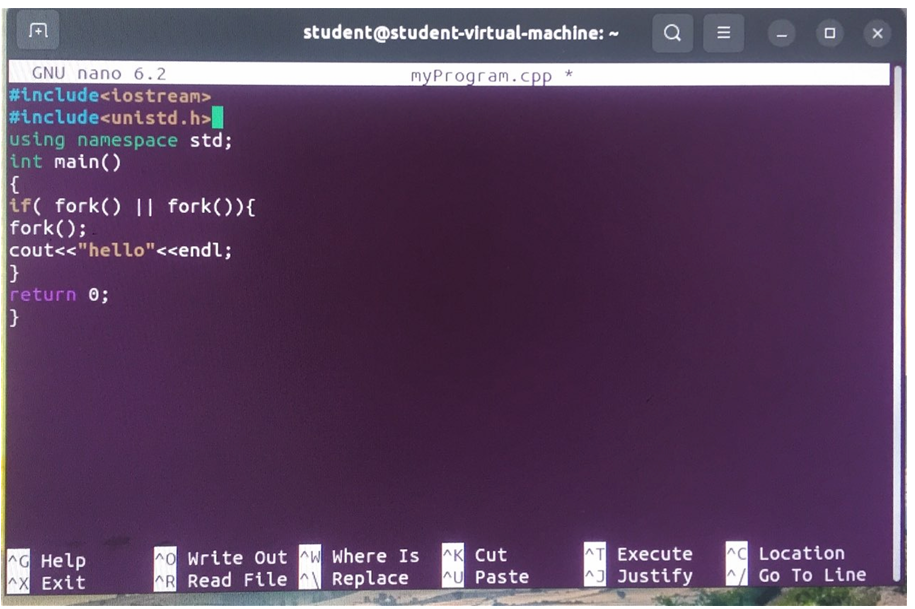 student@student-virtual-machine: ~
GNU nano 6.2 myProgram.cpp *
#include<iostream>
#include<unistd.h>
using namespace std;
int main()
{
if( fork() || fork()){
fork();
cout<<"hello"<<endl;
}
return 0;
}
^G Help ^O Write Out ^W Where Is ^K Cut ^T Execute ^C Location
^X Exit ^R Read File ^\ Replace ^U Paste ^J Justify ^/ Go To Line